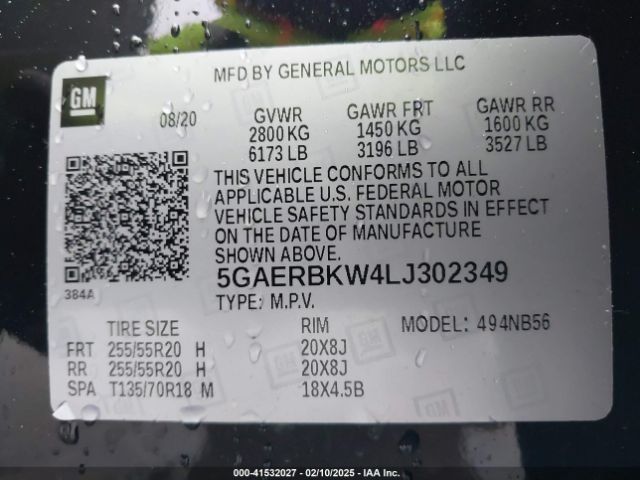 GM
MFD BY GENERAL MOTORS LLC
08/20 GVWR GAWR FRT GAWR RR
2800 KG 1450 KG 1600 KG
6173 LB 3196 LB 3527 LB
THIS VEHICLE CONFORMS TO ALL
APPLICABLE U.S. FEDERAL MOTOR
VEHICLE SAFETY STANDARDS IN EFFECT
ON THE DATE OF MANUFACTURE
SHOWN ABOVE.
384A
5GAERBKW4LJ302349
TYPE: M.P.V.
TIRE SIZE RIM MODEL: 494NB56
FRT 255/55R20 H 20X8J
RR 255/55R20 H 20X8J
SPA T135/70R18 M 18X4.5B
000-41532027 - 02/10/2025 - IAA Inc.